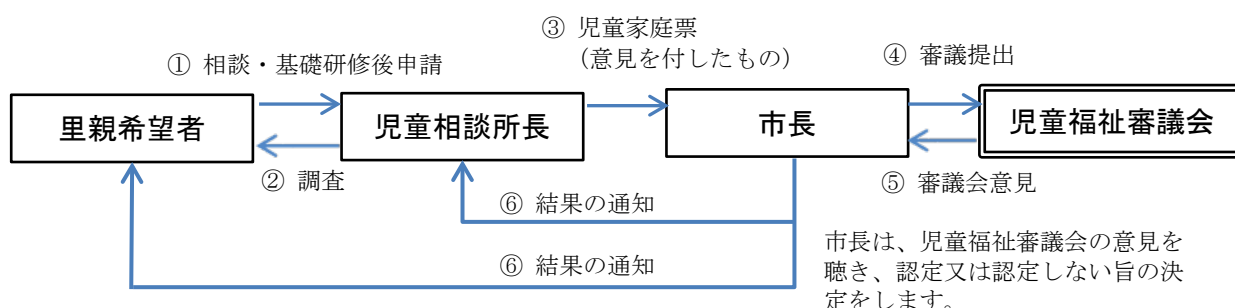 ③ 児童家庭票
(意見を付したもの)
① 相談・基礎研修後申請
④ 審議提出
里親希望者
児童相談所長
市長
児童福祉審議会
② 調査
⑤ 審議会意見
⑥ 結果の通知
⑥ 結果の通知
市長は、児童福祉審議会の意見を
聴き、認定又は認定しない旨の決
定をします。